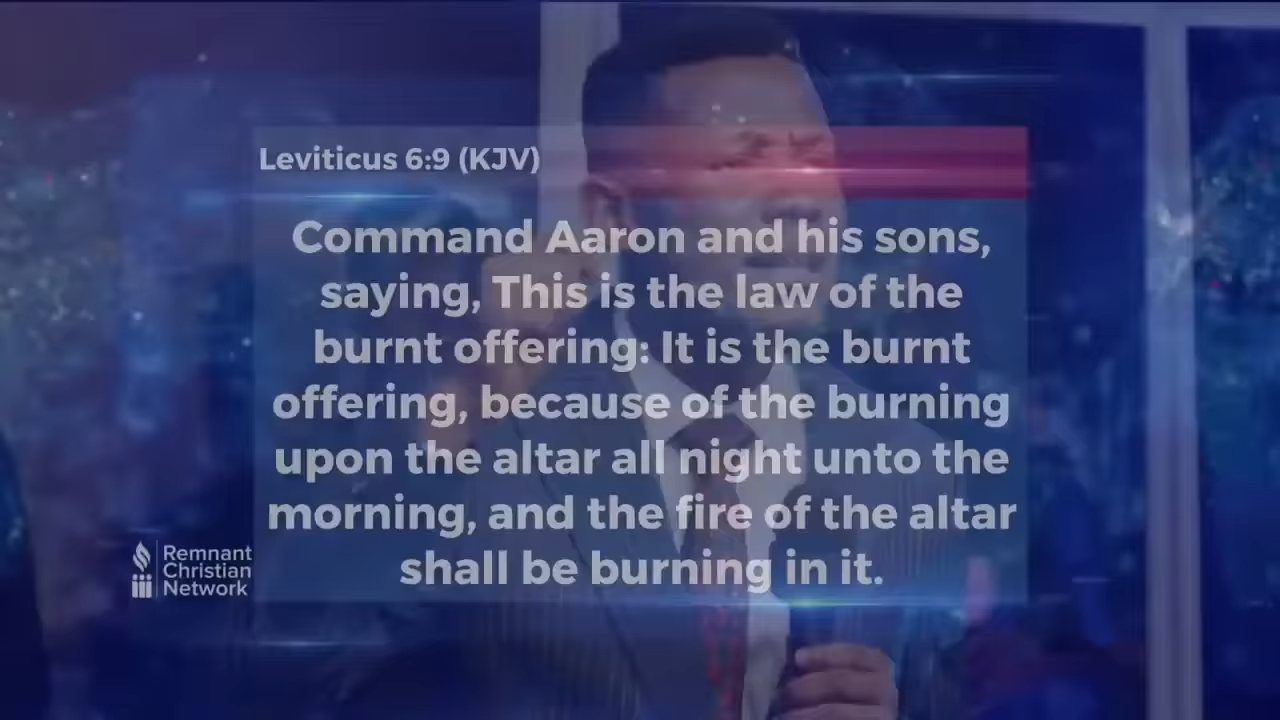 Leviticus 6:9 (KJV)
Command Aaron and his sons,
saying, This is the law of the
burnt offering: It is the burnt
offering, because of the burning
upon the altar all night unto the
morning, and the fire of the altar
shall be burning in it.
Remnant
Christian
Network